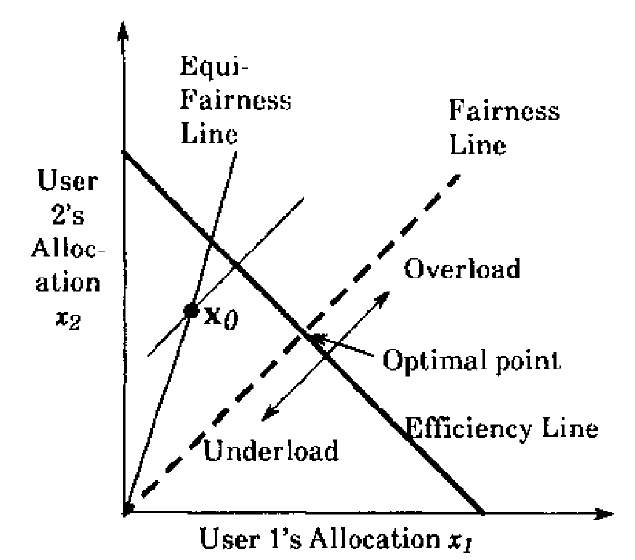 Equi-
Fairness
Line
Fairness
Line
User
2's
Alloc-
ation
x2
Overload
x0
Optimal point
Efficiency Line
Underload
User 1's Allocation x1